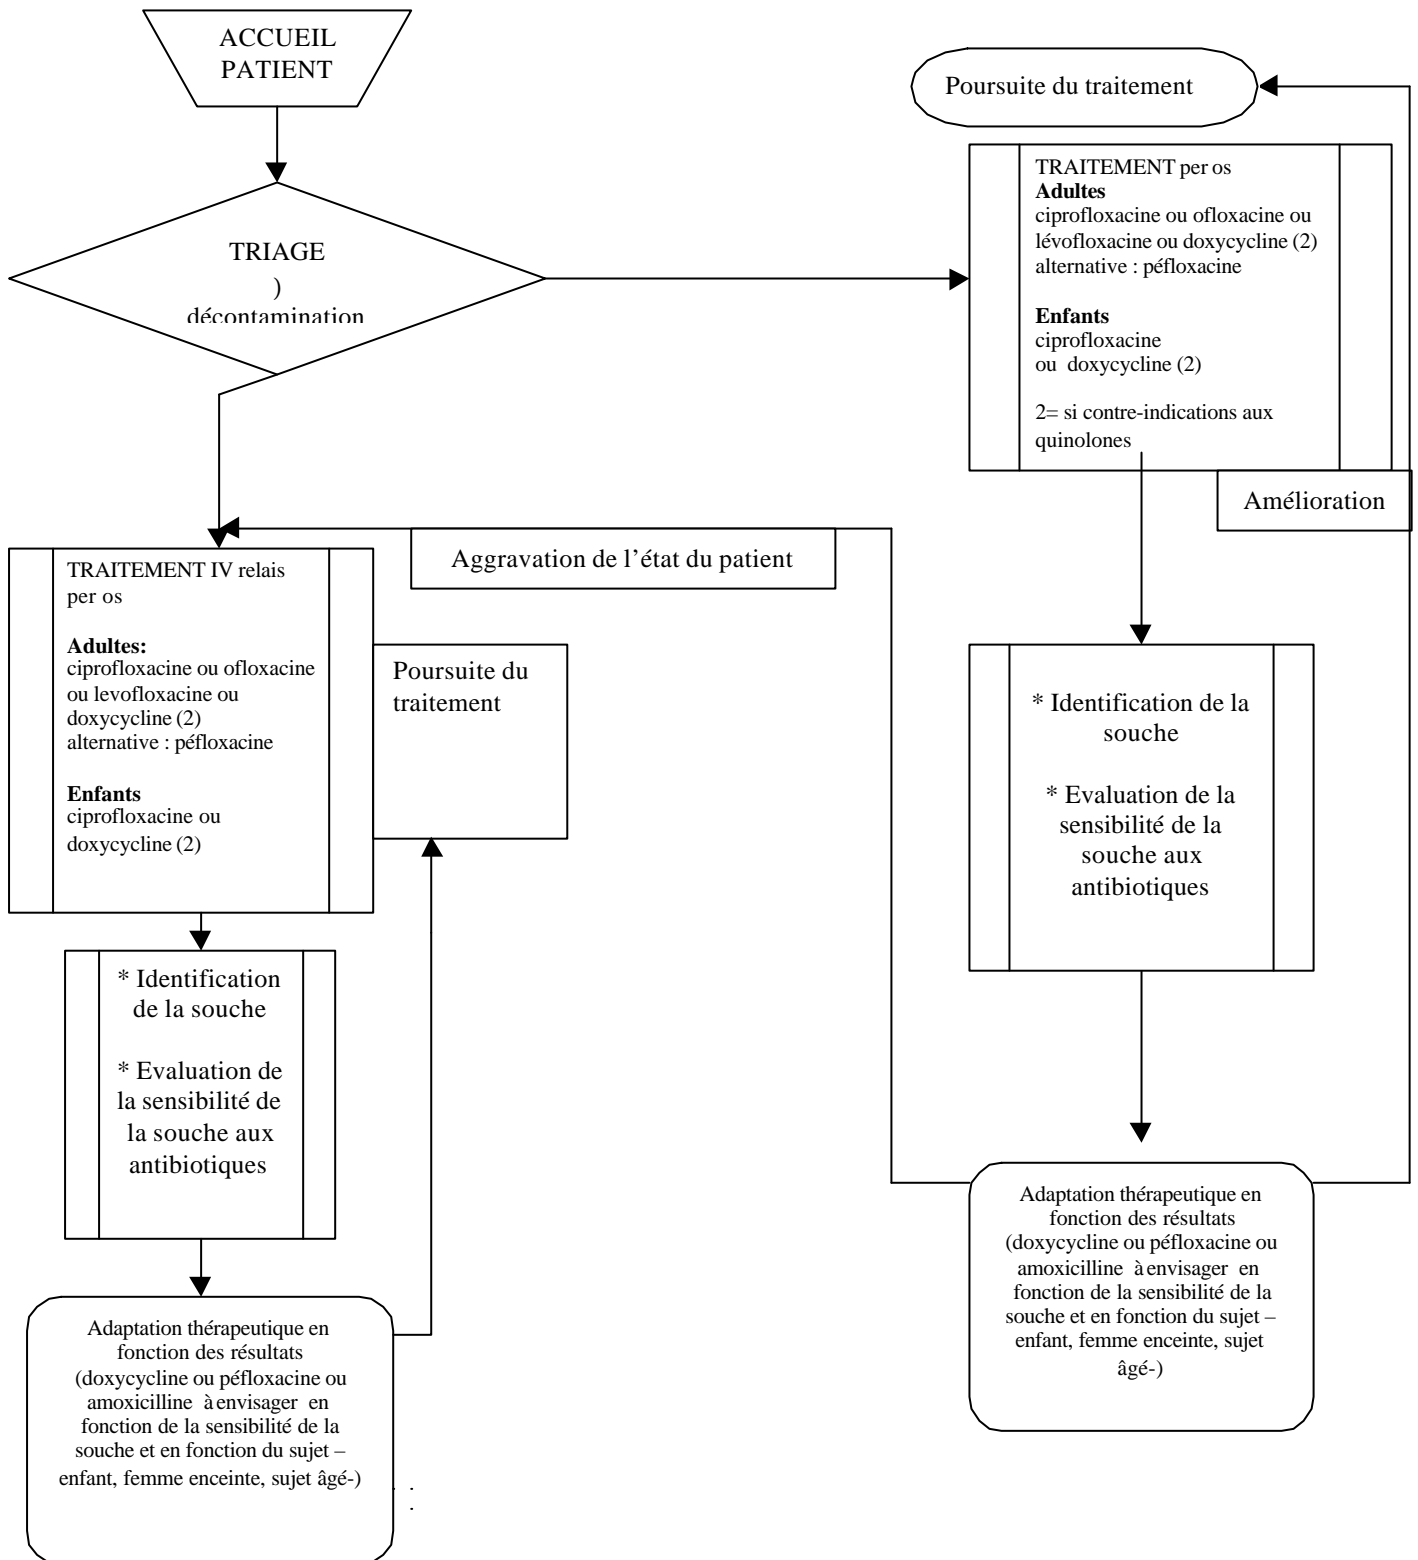 ACCUEIL
PATIENT
TRIAGE
)
décontamination
Poursuite du traitement
TRAITEMENT per os
Adultes
ciprofloxacine ou ofloxacine ou
lévofloxacine ou doxycycline (2)
alternative : péfloxacine
Enfants
ciprofloxacine
ou doxycycline (2)
2= si contre-indications aux
quinolones
Amélioration
Aggravation de l’état du patient
TRAITEMENT IV relais
per os
Adultes:
ciprofloxacine ou ofloxacine
ou levofloxacine ou
doxycycline (2)
alternative : péfloxacine
Enfants
ciprofloxacine ou
doxycycline (2)
Poursuite du
traitement
* Identification de la
souche
* Evaluation de la
sensibilité de la
souche aux
antibiotiques
* Identification
de la souche
* Evaluation de
la sensibilité de
la souche aux
antibiotiques
Adaptation thérapeutique en
fonction des résultats
(doxycycline ou péfloxacine ou
amoxicilline à envisager en
fonction de la sensibilité de la
souche et en fonction du sujet –
enfant, femme enceinte, sujet
âgé-)
Adaptation thérapeutique en
fonction des résultats
(doxycycline ou péfloxacine ou
amoxicilline à envisager en
fonction de la sensibilité de la
souche et en fonction du sujet –
enfant, femme enceinte, sujet âgé-)